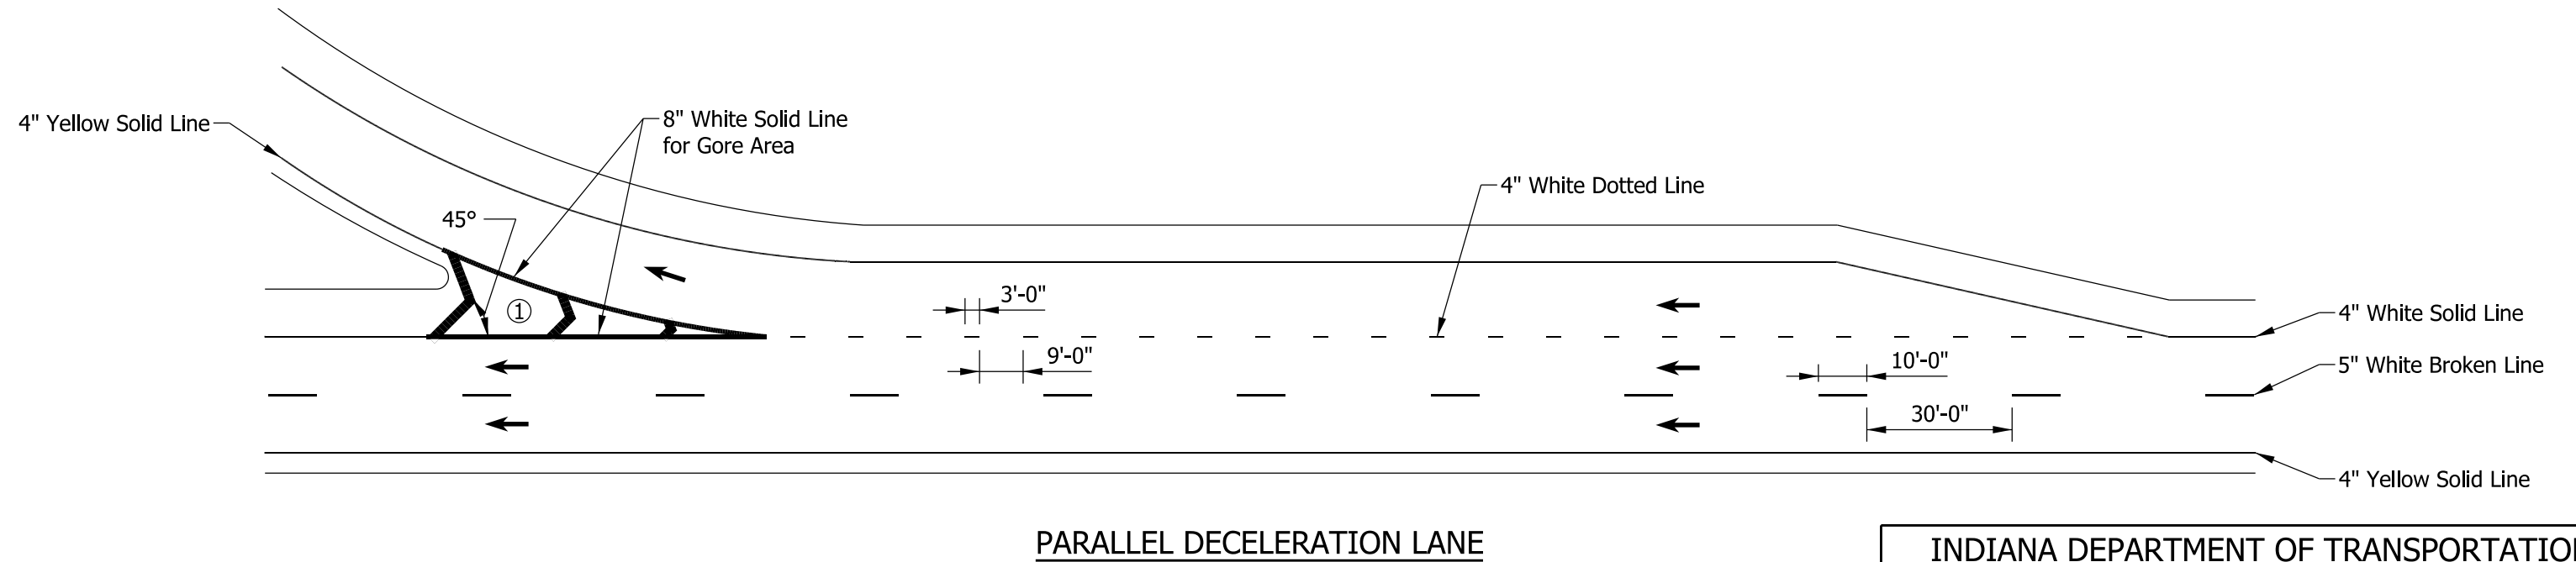 4" Yellow Solid Line
8" White Solid Line
for Gore Area
4" White Dotted Line
45°
①
3'-0"
9'-0"
10'-0"
30'-0"
4" White Solid Line
5" White Broken Line
4" Yellow Solid Line
PARALLEL DECELERATION LANE
INDIANA DEPARTMENT OF TRANSPORTATION